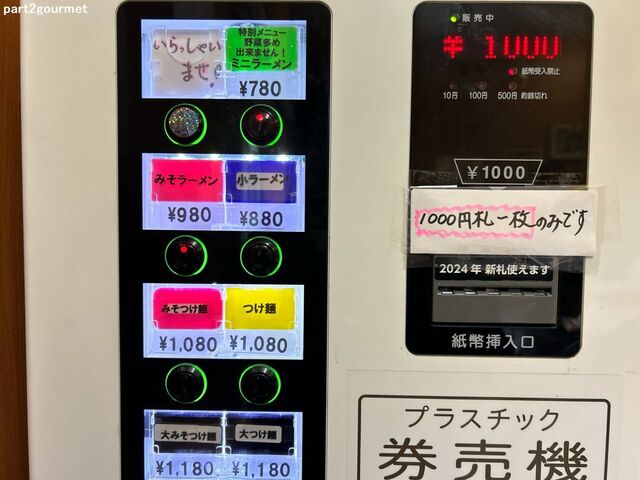 part2gourmet
いらっしゃい
ませ!
特別メニュー
野菜多め
出来ません!
ミニラーメン
¥780
みそラーメン
¥980
小ラーメン
¥880
みそつけ麺
¥1,080
つけ麺
¥1,080
大みそつけ麺
¥1,180
大つけ麺
¥1,180
販売中
¥ 1000
紙幣受入禁止
10円 100円 500円 釣銭切れ
¥1000
1000円札一枚のみです
2024年 新札使えます
紙幣挿入口
プラスチック
券売機